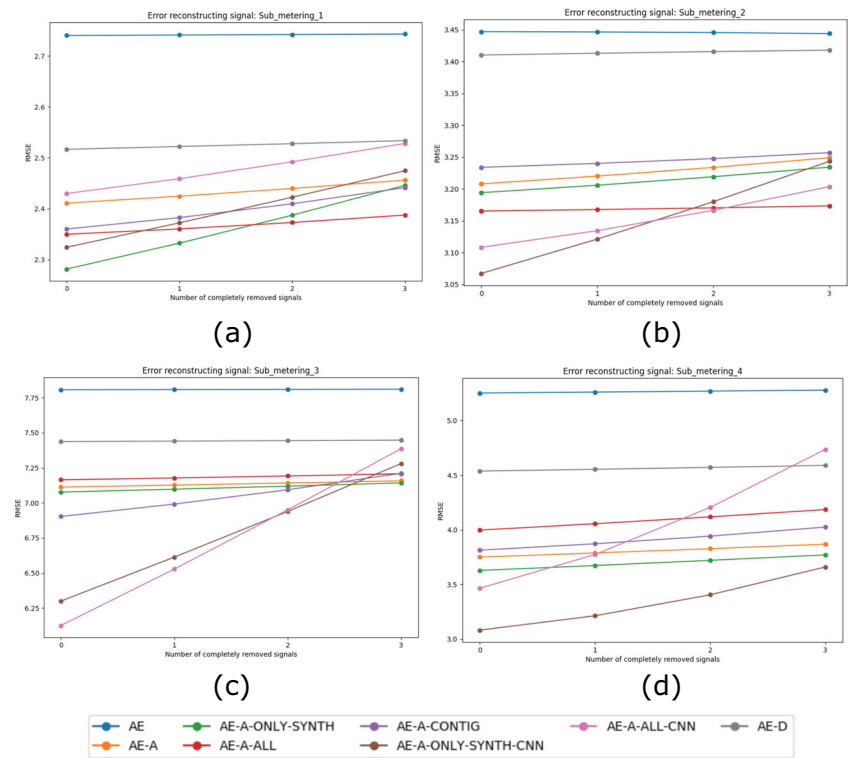 Error reconstructing signal: Sub_metering_1
2.7
2.6
2.5
2.4
2.3
RMSE
0 1 2 3
Number of completely removed signals
(a)
Error reconstructing signal: Sub_metering_2
3.45
3.40
3.35
3.30
3.25
3.20
3.15
3.10
3.05
RMSE
0 1 2 3
Number of completely removed signals
(b)
Error reconstructing signal: Sub_metering_3
7.75
7.50
7.25
7.00
6.75
6.50
6.25
RMSE
0 1 2 3
Number of completely removed signals
(c)
Error reconstructing signal: Sub_metering_4
5.0
4.5
4.0
3.5
3.0
RMSE
0 1 2 3
Number of completely removed signals
(d)
AE AE-A-ONLY-SYNTH AE-A-CONTIG AE-A-ALL-CNN AE-D
AE-A AE-A-ALL AE-A-ONLY-SYNTH-CNN